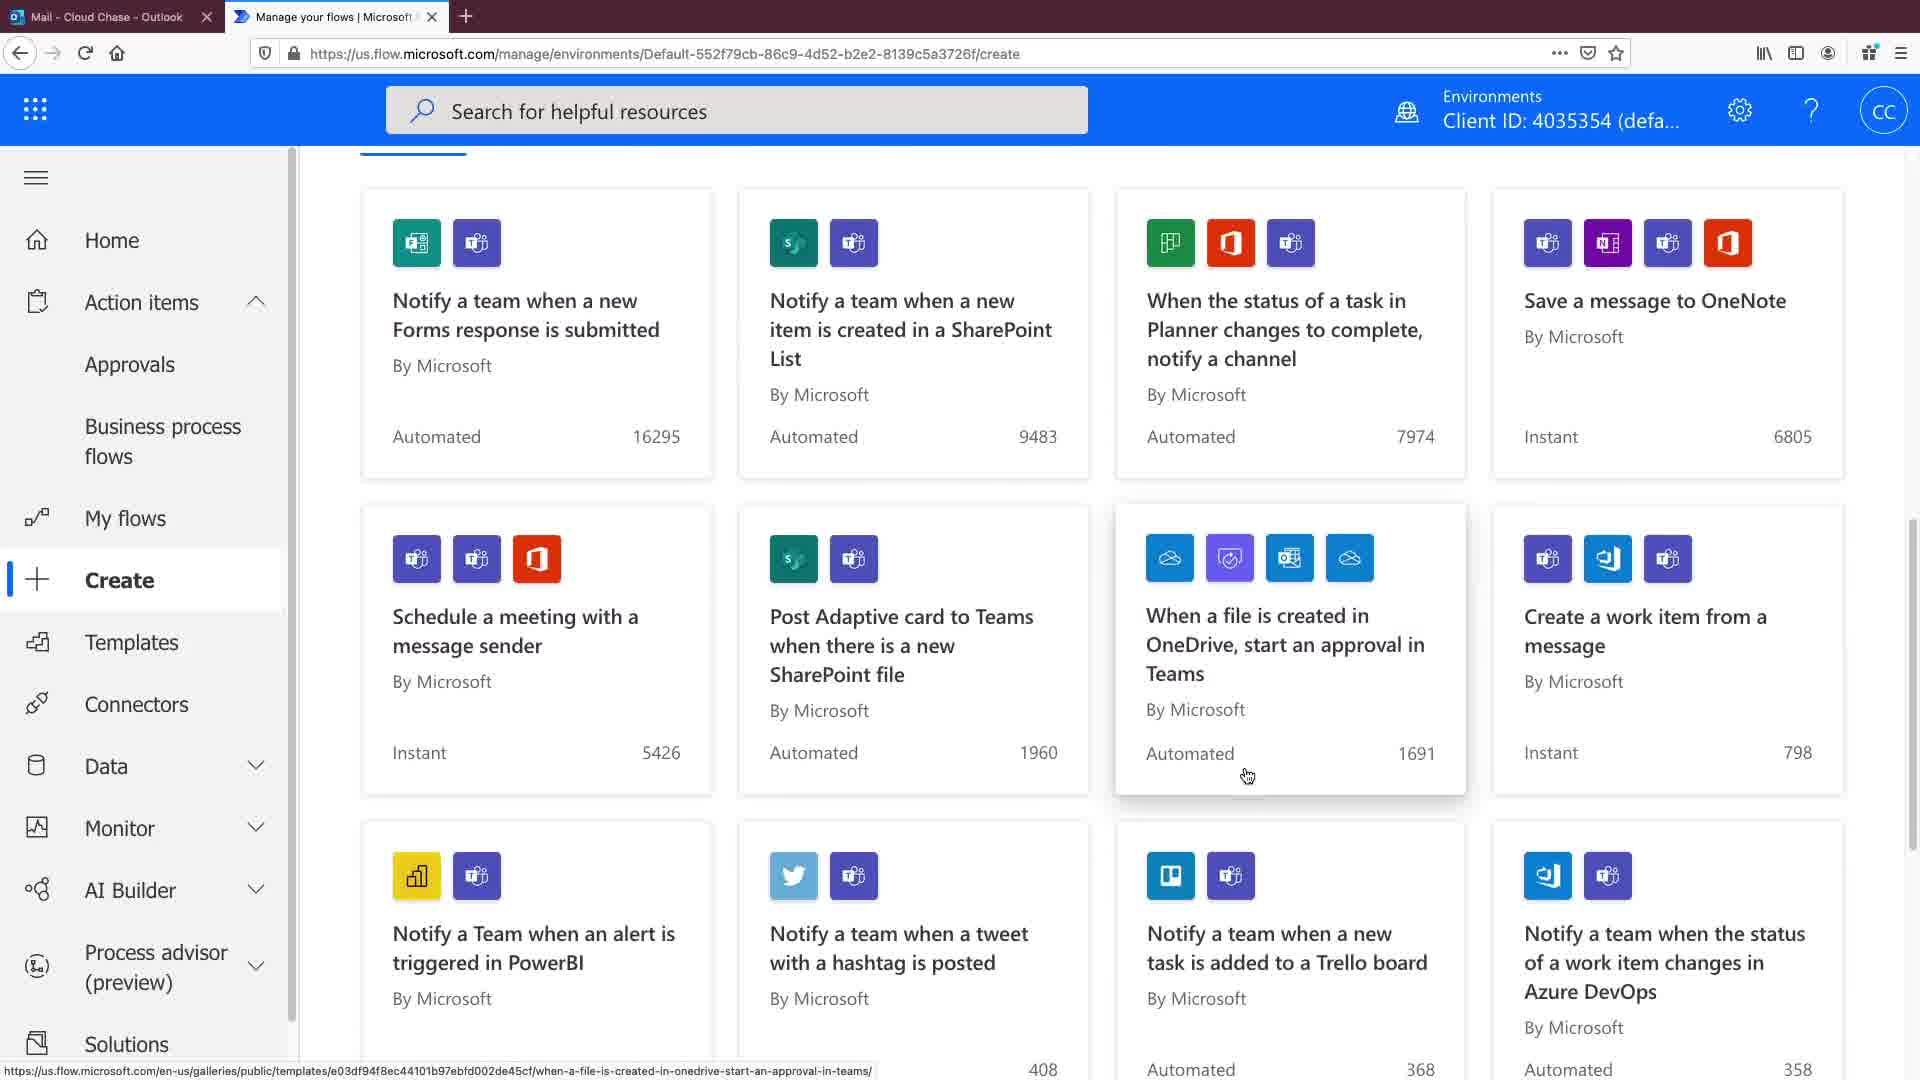 Mail - Cloud Chase - Outlook
Manage your flows | Microsoft
https://us.flow.microsoft.com/manage/environments/Default-552f79cb-86c9-4d52-b2e2-8139c5a3726f/create
Search for helpful resources
Environments
Client ID: 4035354 (defa...
CC
Home
Action items
Approvals
Business process
flows
My flows
Create
Templates
Connectors
Data
Monitor
AI Builder
Process advisor
(preview)
Solutions
Notify a team when a new
Forms response is submitted
By Microsoft
Automated 16295
Notify a team when a new
item is created in a SharePoint
List
By Microsoft
Automated 9483
When the status of a task in
Planner changes to complete,
notify a channel
By Microsoft
Automated 7974
Save a message to OneNote
By Microsoft
Instant 6805
Schedule a meeting with a
message sender
By Microsoft
Instant 5426
Post Adaptive card to Teams
when there is a new
SharePoint file
By Microsoft
Automated 1960
When a file is created in
OneDrive, start an approval in
Teams
By Microsoft
Automated 1691
Create a work item from a
message
By Microsoft
Instant 798
Notify a Team when an alert is
triggered in PowerBI
By Microsoft
Notify a team when a tweet
with a hashtag is posted
By Microsoft
408
Notify a team when a new
task is added to a Trello board
By Microsoft
Automated 368
Notify a team when the status
of a work item changes in
Azure DevOps
By Microsoft
Automated 358
https://us.flow.microsoft.com/en-us/galleries/public/templates/e03df94f8ec44101b97ebfd002de45cf/when-a-file-is-created-in-onedrive-start-an-approval-in-teams/